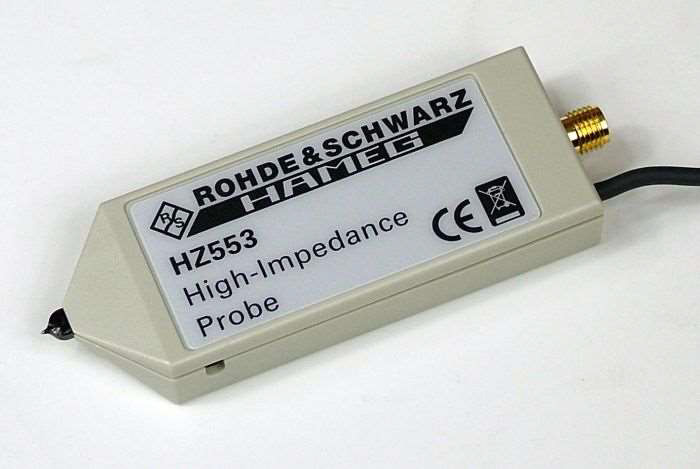 R&S
ROHDE & SCHWARZ
HAMEG
HZ553
High-Impedance
Probe
CE